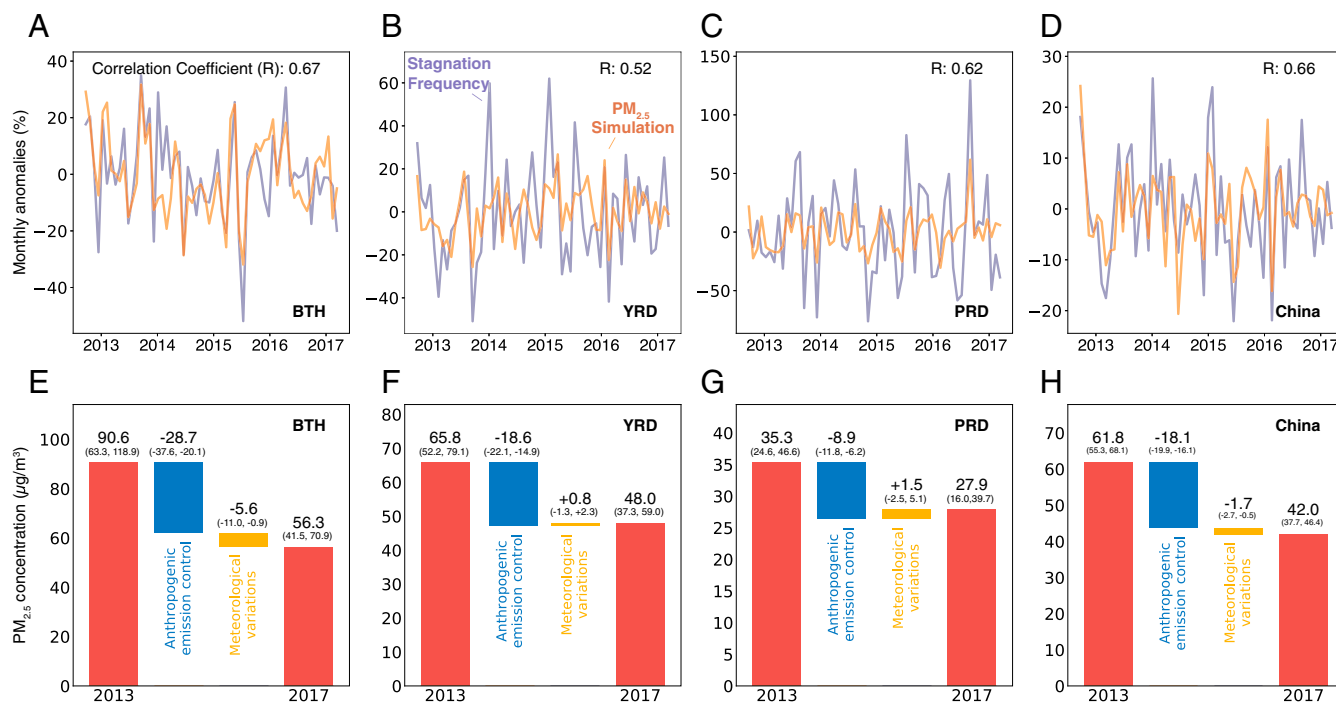 A
Monthly anomalies (%)
40
20
0
−20
−40
Correlation Coefficient (R): 0.67
BTH
2013 2014 2015 2016 2017
B
60
40
20
0
−20
−40
Stagnation
Frequency
R: 0.52
PM2.5
Simulation
YRD
2013 2014 2015 2016 2017
C
150
100
50
0
−50
R: 0.62
PRD
2013 2014 2015 2016 2017
D
30
20
10
0
−10
−20
R: 0.66
China
2013 2014 2015 2016 2017
E
PM2.5 concentration (µg/m³)
100
80
60
40
20
0
BTH
90.6
(63.3, 118.9)
-28.7
(-37.6, -20.1)
Anthropogenic
emission control
-5.6
(-11.0, -0.9)
Meteorological
variations
56.3
(41.5, 70.9)
2013 2017
F
80
70
60
50
40
30
20
10
0
YRD
65.8
(52.2, 79.1)
-18.6
(-22.1, -14.9)
Anthropogenic
emission control
+0.8
(-1.3, +2.3)
Meteorological
variations
48.0
(37.3, 59.0)
2013 2017
G
40
35
30
25
20
15
10
5
0
PRD
35.3
(24.6, 46.6)
-8.9
(-11.8, -6.2)
Anthropogenic
emission control
+1.5
(-2.5, 5.1)
Meteorological
variations
27.9
(16.0,39.7)
2013 2017
H
70
60
50
40
30
20
10
0
China
61.8
(55.3, 68.1)
-18.1
(-19.9, -16.1)
Anthropogenic
emission control
-1.7
(-2.7, -0.5)
Meteorological
variations
42.0
(37.7, 46.4)
2013 2017